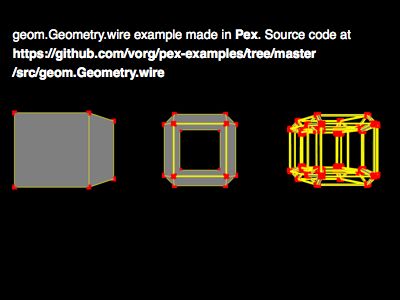 geom.Geometry.wire example made in Pex. Source code at
https://github.com/vorg/pex-examples/tree/master
/src/geom.Geometry.wire